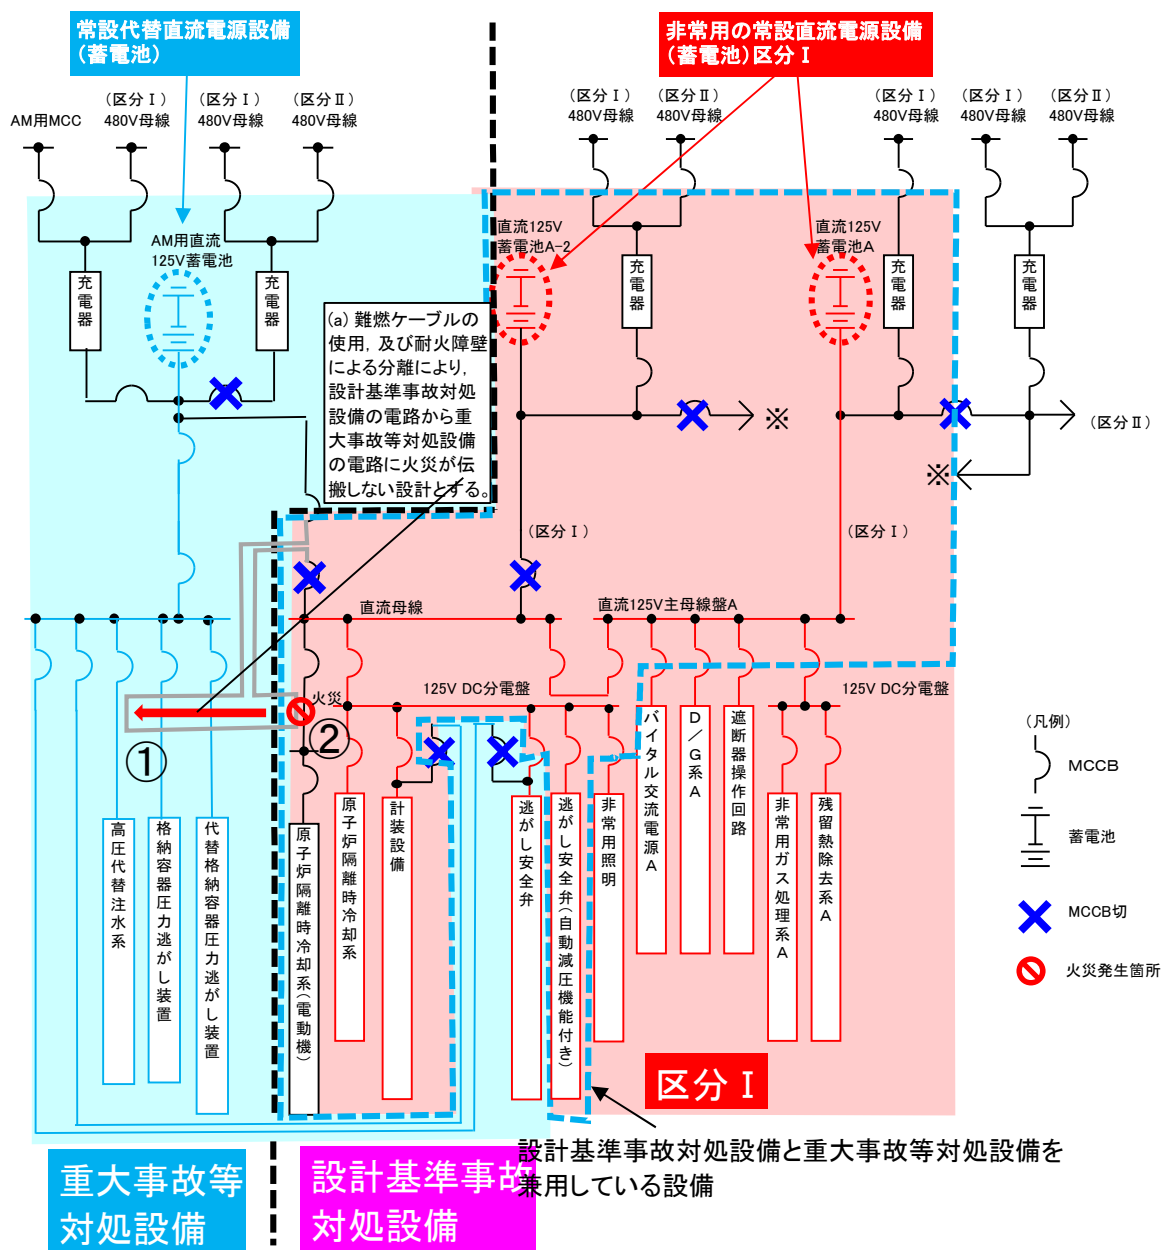 常設代替直流電源設備
(蓄電池)
非常用の常設直流電源設備
(蓄電池)区分Ⅰ
AM用MCC
(区分Ⅰ)
480V母線
(区分Ⅰ)
480V母線
(区分Ⅱ)
480V母線
(区分Ⅰ)
480V母線
(区分Ⅱ)
480V母線
(区分Ⅰ)
480V母線
(区分Ⅰ)
480V母線
(区分Ⅱ)
480V母線
AM用直流
125V蓄電池
直流125V
蓄電池A-2
直流125V
蓄電池A
充電器
充電器
充電器
充電器
充電器
(a) 難燃ケーブルの
使用, 及び耐火障壁
による分離により,
設計基準事故対処
設備の電路から重
大事故等対処設備
の電路に火災が伝
搬しない設計とする。
※
(区分Ⅱ)
※
(区分Ⅰ)
(区分Ⅰ)
直流母線
直流125V主母線盤A
火災
125V DC分電盤
125V DC分電盤
①
②
高圧代替注水系
格納容器圧力逃がし装置
代替格納容器圧力逃がし装置
原子炉隔離時冷却系(電動機)
原子炉隔離時冷却系
計装設備
逃がし安全弁
逃がし安全弁(自動減圧機能付き)
非常用照明
バイタル交流電源A
D/G系A
遮断器操作回路
非常用ガス処理系A
残留熱除去系A
(凡例)
MCCB
蓄電池
MCCB切
火災発生箇所
区分Ⅰ
設計基準事故対処設備と重大事故等対処設備を
兼用している設備
重大事故等
対処設備
設計基準事故
対処設備